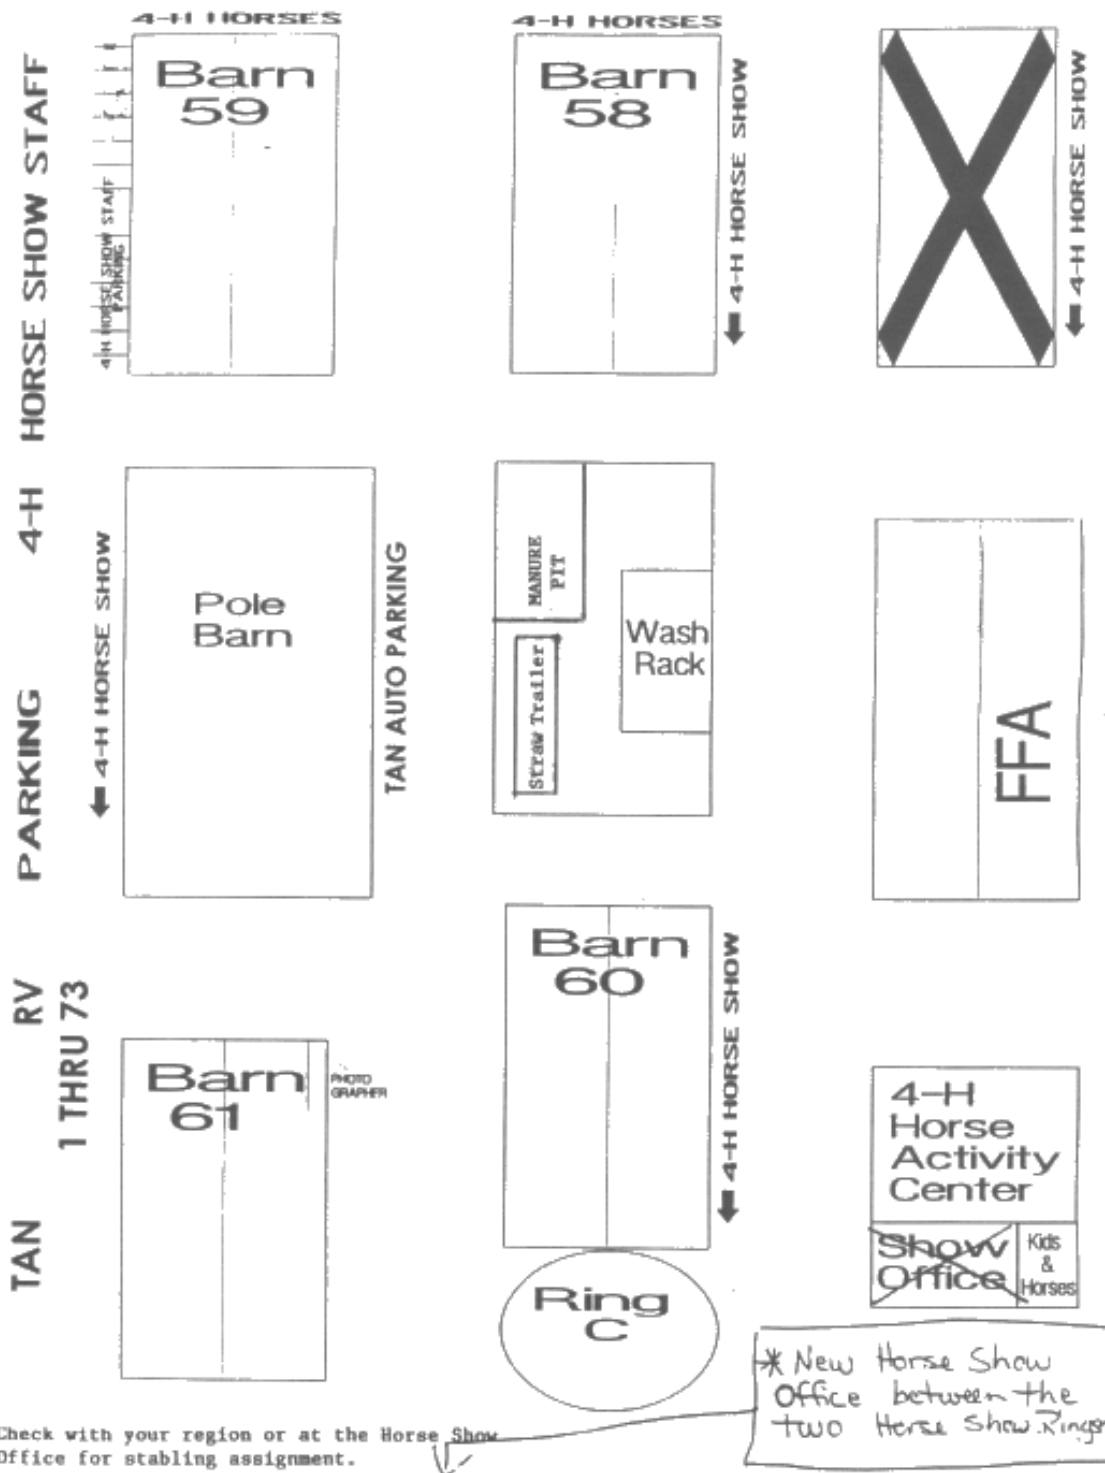 4-H HORSES
4-H HORSES
HORSE SHOW STAFF
Barn
59
4-H HORSE SHOW STAFF
PARKING
Barn
58
4-H HORSE SHOW
4-H HORSE SHOW
4-H
4-H HORSE SHOW
Pole
Barn
TAN AUTO PARKING
MANURE
PIT
Straw Trailer
Wash
Rack
FFA
PARKING
RV
1 THRU 73
Barn
60
4-H HORSE SHOW
Barn
61
PHOTO
GRAPHER
TAN
4-H
Horse
Activity
Center
Show
Office
Kids
&
Horses
Ring
C
* New Horse Show
Office between the
two Horse Show Rings
Check with your region or at the Horse Show
Office for stabling assignment.